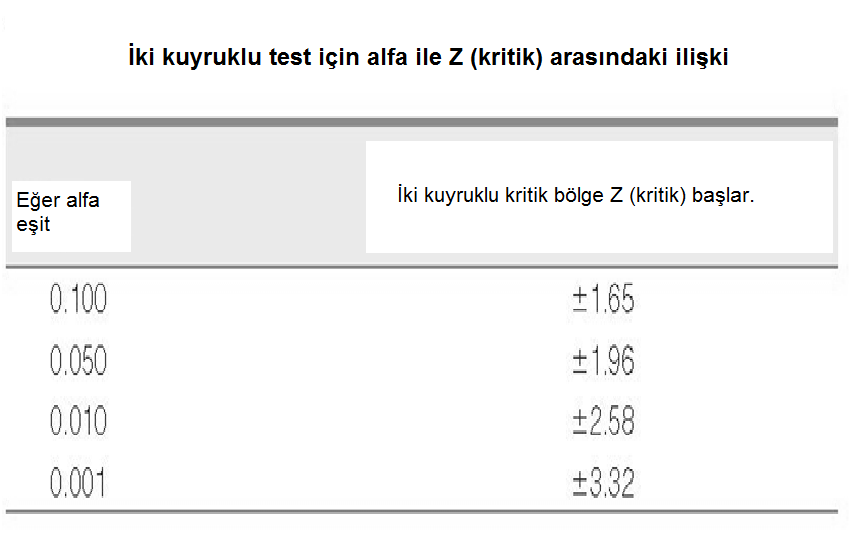 İki kuyruklu test için alfa ile Z (kritik) arasındaki ilişki
Eğer alfa
eşit
İki kuyruklu kritik bölge Z (kritik) başlar.
0.100 ±1.65
0.050 ±1.96
0.010 ±2.58
0.001 ±3.32